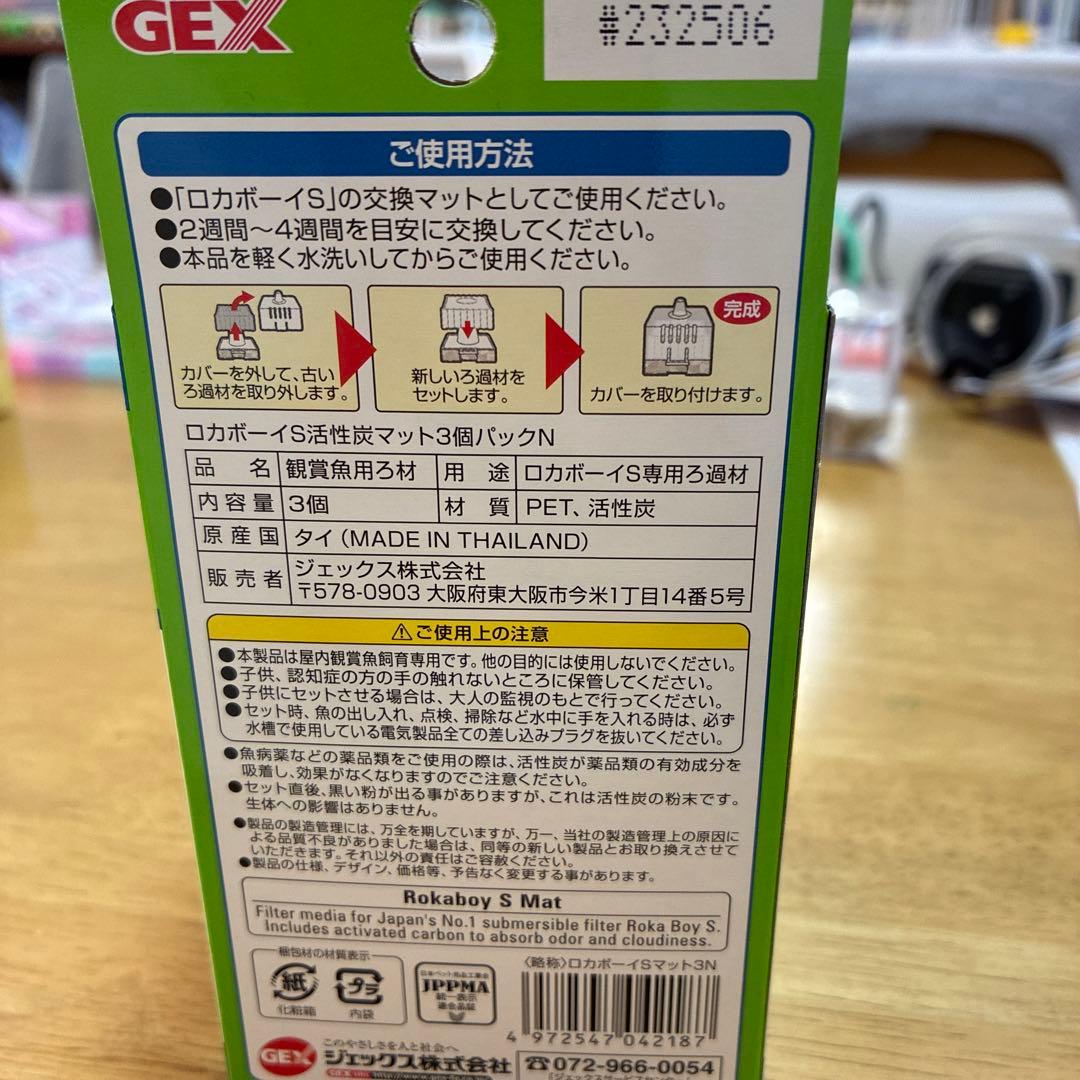 GEX
#232506
ご使用方法
●「ロカボーイS」の交換マットとしてご使用ください。
●2週間〜4週間を目安に交換してください。
●本品を軽く水洗いしてからご使用ください。
カバーを外して、古い
ろ過材を取り外します。
新しいろ過材を
セットします。
完成
カバーを取り付けます。
ロカボーイS活性炭マット3個パックN
品名 観賞魚用ろ材 用途 ロカボーイS専用ろ過材
内容量 3個 材質 PET、活性炭
原産国 タイ(MADE IN THAILAND)
販売者 ジェックス株式会社
〒578-0903 大阪府東大阪市今米1丁目14番5号
⚠ご使用上の注意
●本製品は屋内観賞魚飼育専用です。他の目的には使用しないでください。
●子供、認知症の方の手の触れないところに保管してください。
●子供にセットさせる場合は、大人の監視のもとで行ってください。
●セット時、魚の出し入れ、点検、掃除など水中に手を入れる時は、必ず
水槽で使用している電気製品全ての差し込みプラグを抜いてください。
●魚病薬などの薬品類をご使用の際は、活性炭が薬品類の有効成分を
吸着し、効果がなくなりますのでご注意ください。
●セット直後、黒い粉が出る事がありますが、これは活性炭の粉末です。
生体への影響はありません。
●製品の製造管理には、万全を期していますが、万一、当社の製造管理上の原因に
よる品質不良がありました場合は、同等の新しい製品とお取り換えさせて
いただきます。それ以外の責任はご容赦ください。
●製品の仕様、デザイン、価格等、予告なく変更する事があります。
Rokaboy S Mat
Filter media for Japan's No.1 submersible filter Roka Boy S.
Includes activated carbon to absorb odor and cloudiness.
梱包材の材質表示
紙
化粧箱
プラ
内袋
日本ペット用品工業会
JPPMA
統一表示
適合品証
〈略称〉ロカボーイSマット3N
4 972547 042187
このやさしさを人と社会へ
GEX ジェックス株式会社
☎072-966-0054